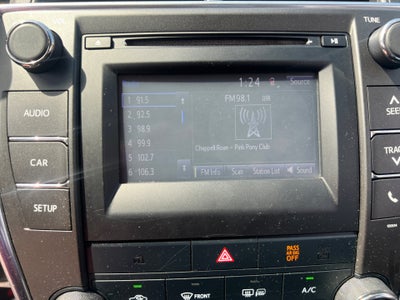 VOL
TUNE
1:24
Source
AUDIO
CAR
SETUP
1 91.5
2 92.5
3 98.9
4 99.9
5 102.7
6 106.3
FM 98.1
Chappell Roan - Pink Pony Club
FM Info
Scan
Station List
Sound
SEEK
TRACK
PASS
AIR BAG
OFF
FRONT
A/C